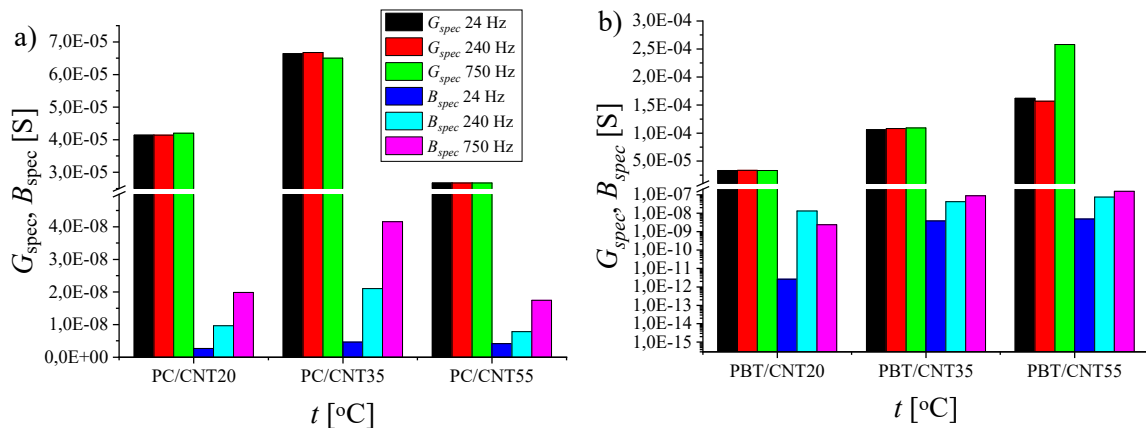 a)
G_spec, B_spec [S]
7,0E-05
6,0E-05
5,0E-05
4,0E-05
3,0E-05
4,0E-08
3,0E-08
2,0E-08
1,0E-08
0,0E+00
G_spec 24 Hz
G_spec 240 Hz
G_spec 750 Hz
B_spec 24 Hz
B_spec 240 Hz
B_spec 750 Hz
PC/CNT20 PC/CNT35 PC/CNT55
t [°C]
b)
G_spec, B_spec [S]
3,0E-04
2,5E-04
2,0E-04
1,5E-04
1,0E-04
5,0E-05
1,0E-07
1,0E-08
1,0E-09
1,0E-10
1,0E-11
1,0E-12
1,0E-13
1,0E-14
1,0E-15
PBT/CNT20 PBT/CNT35 PBT/CNT55
t [°C]